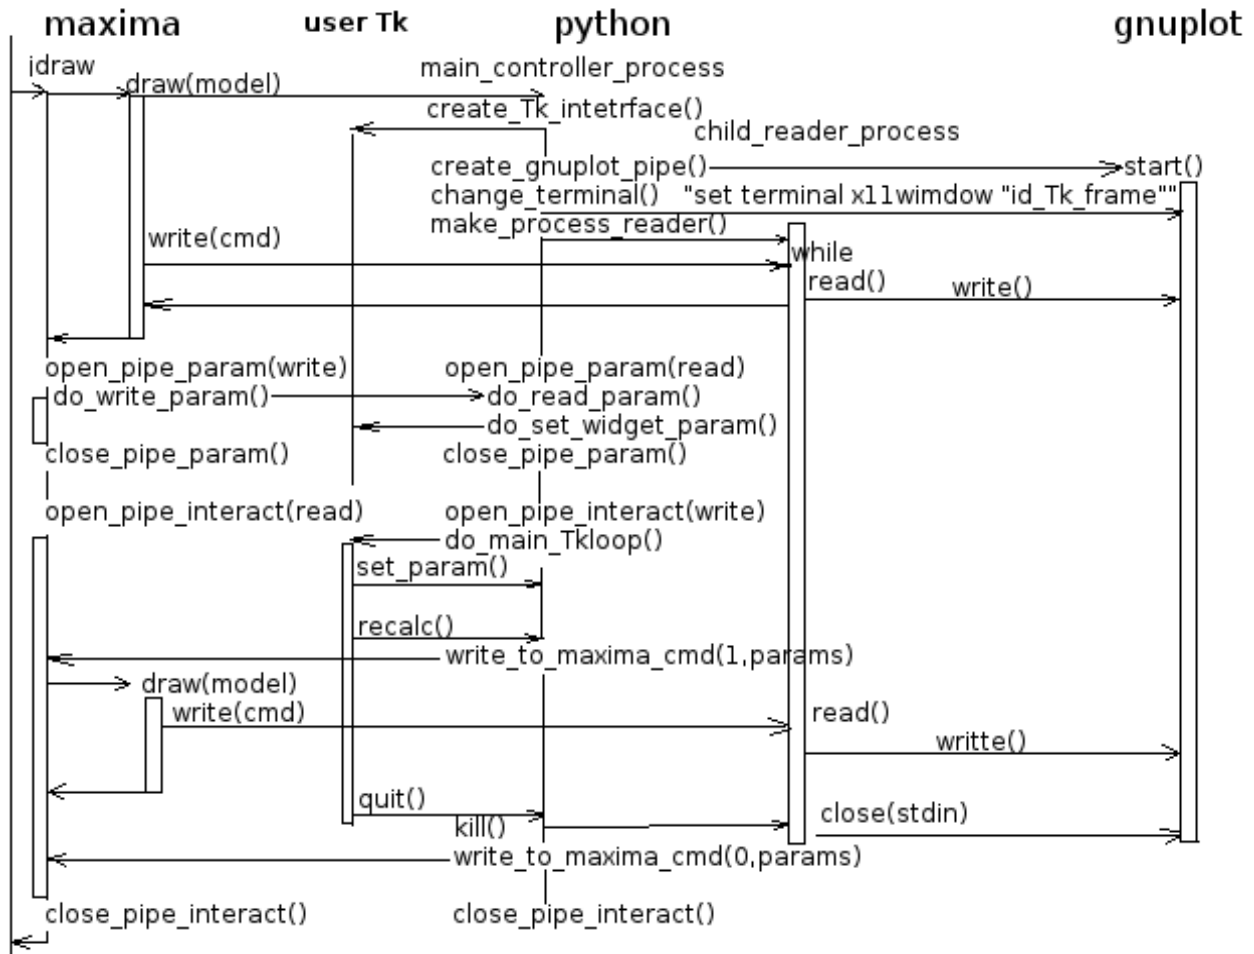 maxima user Tk python gnuplot
idraw
main_controller_process
draw(model)
create_Tk_intetrface()
child_reader_process
create_gnuplot_pipe() start()
change_terminal() "set terminal x11wimdow "id_Tk_frame""
make_process_reader()
write(cmd)
while
read() write()
open_pipe_param(write) open_pipe_param(read)
do_write_param() do_read_param()
do_set_widget_param()
close_pipe_param() close_pipe_param()
open_pipe_interact(read) open_pipe_interact(write)
do_main_Tkloop()
set_param()
recalc()
write_to_maxima_cmd(1,params)
draw(model)
write(cmd) read()
writte()
quit()
close(stdin)
kill()
write_to_maxima_cmd(0,params)
close_pipe_interact() close_pipe_interact()